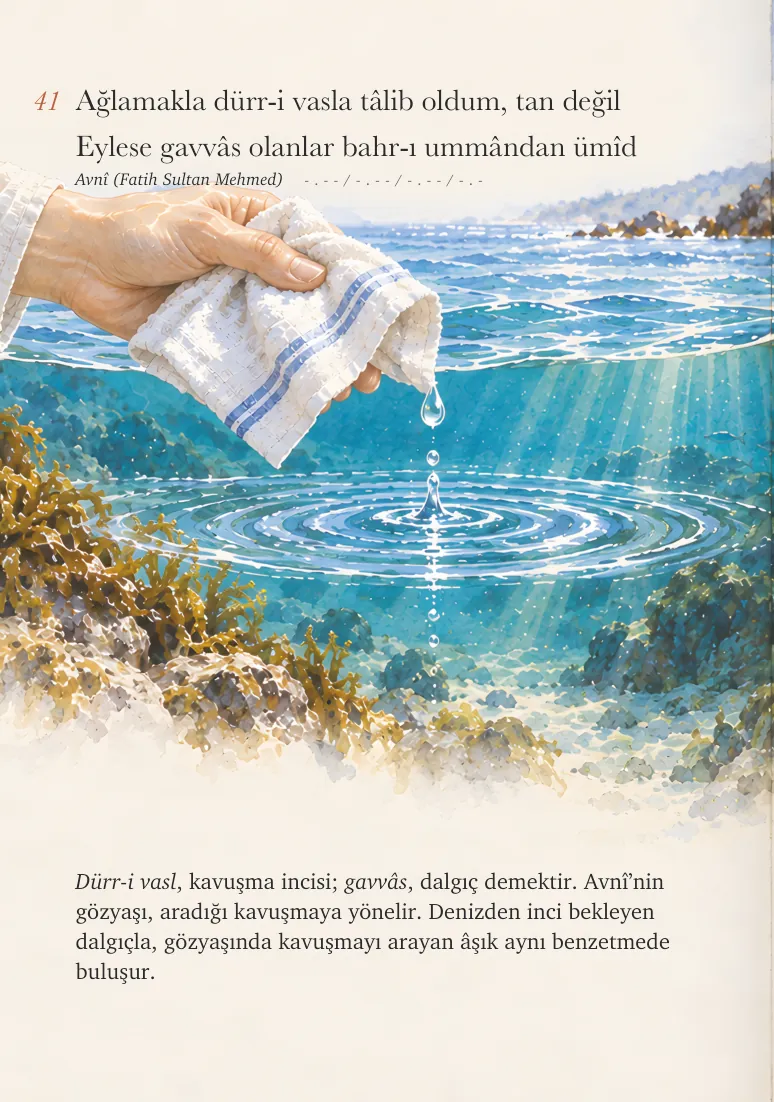 41 Ağlamakla dürr-i vasla tâlib oldum, tan değil
Eylese gavvâs olanlar bahr-ı ummândan ümîd
Avnî (Fatih Sultan Mehmed) - . - - / - . - - / - . - - / - . -
Dürr-i vasl, kavuşma incisi; gavvâs, dalgıç demektir. Avnî’nin
gözyaşı, aradığı kavuşmaya yönelir. Denizden inci bekleyen
dalgıçla, gözyaşında kavuşmayı arayan âşık aynı benzetmede
buluşur.